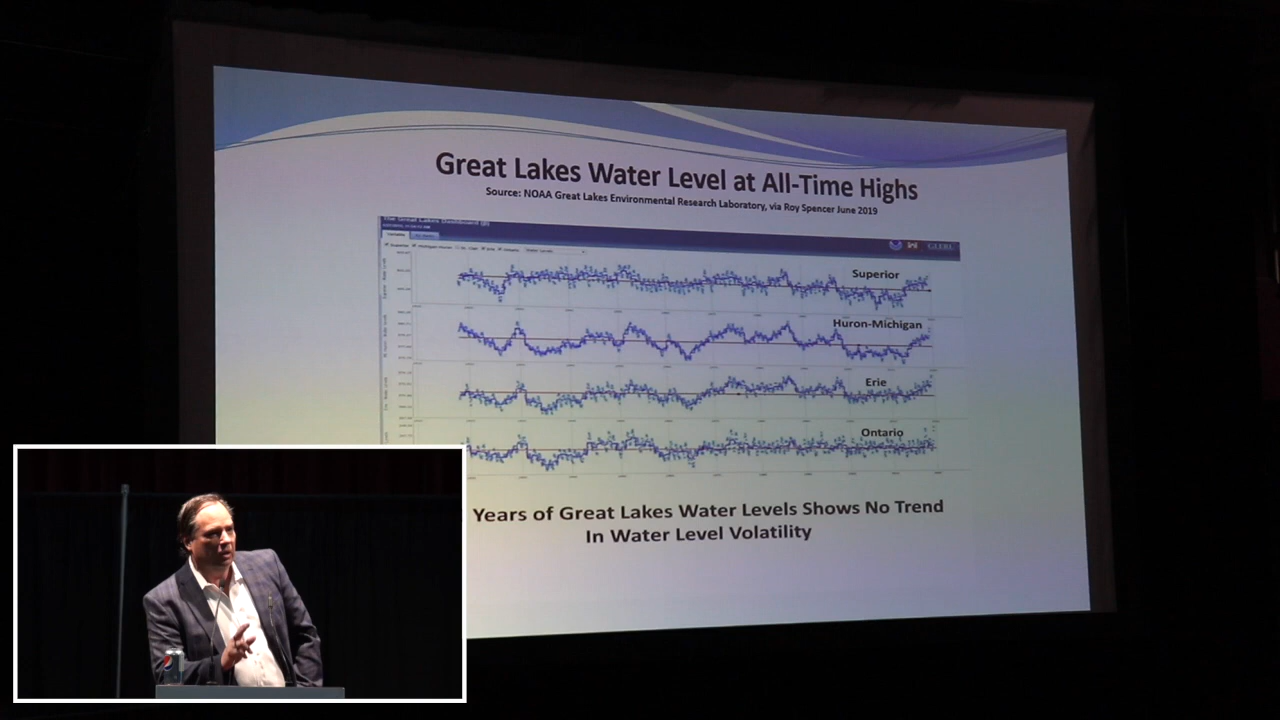 Great Lakes Water Level at All-Time Highs
Source: NOAA Great Lakes Environmental Research Laboratory, via Roy Spencer June 2019
GLERL
Superior
Huron-Michigan
Erie
Ontario
Years of Great Lakes Water Levels Shows No Trend
In Water Level Volatility